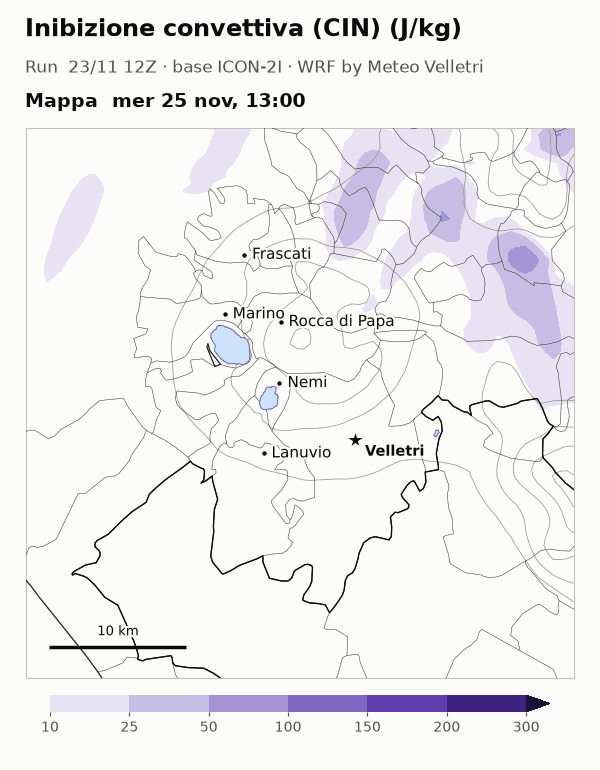 Inibizione convettiva (CIN) (J/kg)
Run  23/11 12Z · base ICON-2I · WRF by Meteo Velletri
Mappa  mer 25 nov, 13:00
Frascati
Marino
Rocca di Papa
Nemi
Velletri
Lanuvio
10 km
10 25 50 100 150 200 300